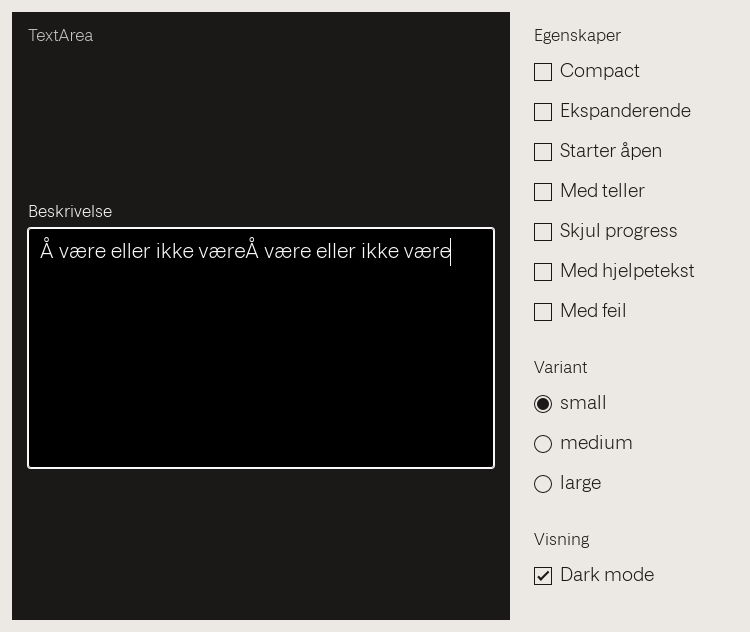 TextArea
Beskrivelse
Å være eller ikke væreÅ være eller ikke være
Egenskaper
Compact
Ekspanderende
Starter åpen
Med teller
Skjul progress
Med hjelpetekst
Med feil
Variant
small
medium
large
Visning
Dark mode